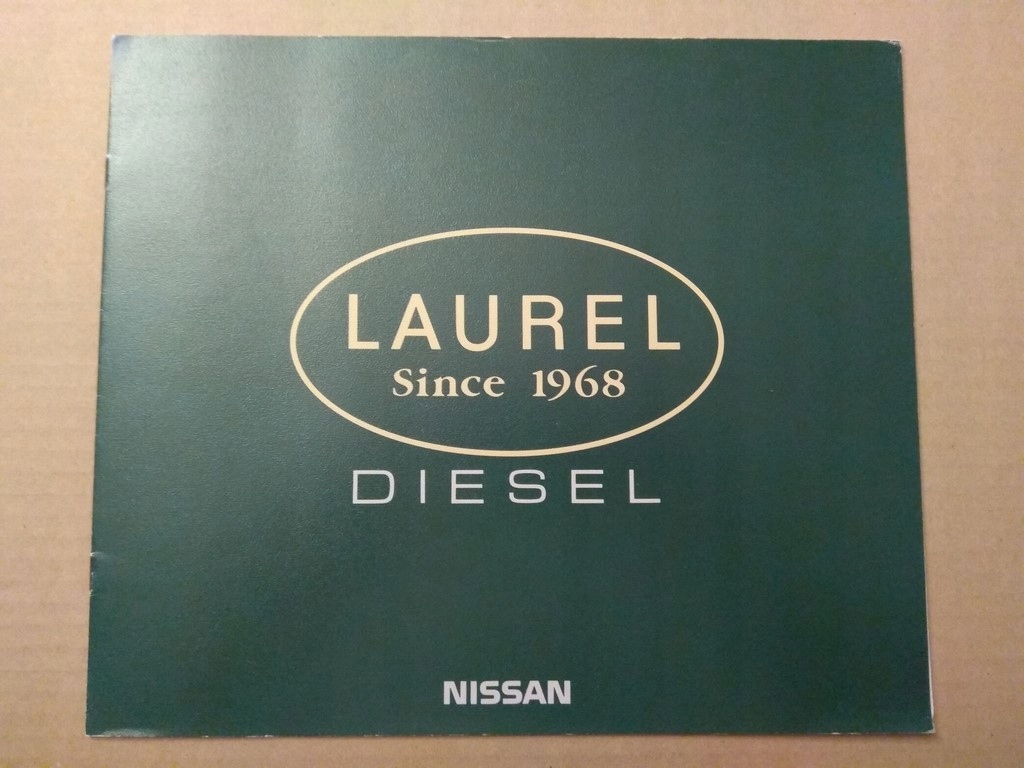 LAUREL
Since 1968
DIESEL
NISSAN